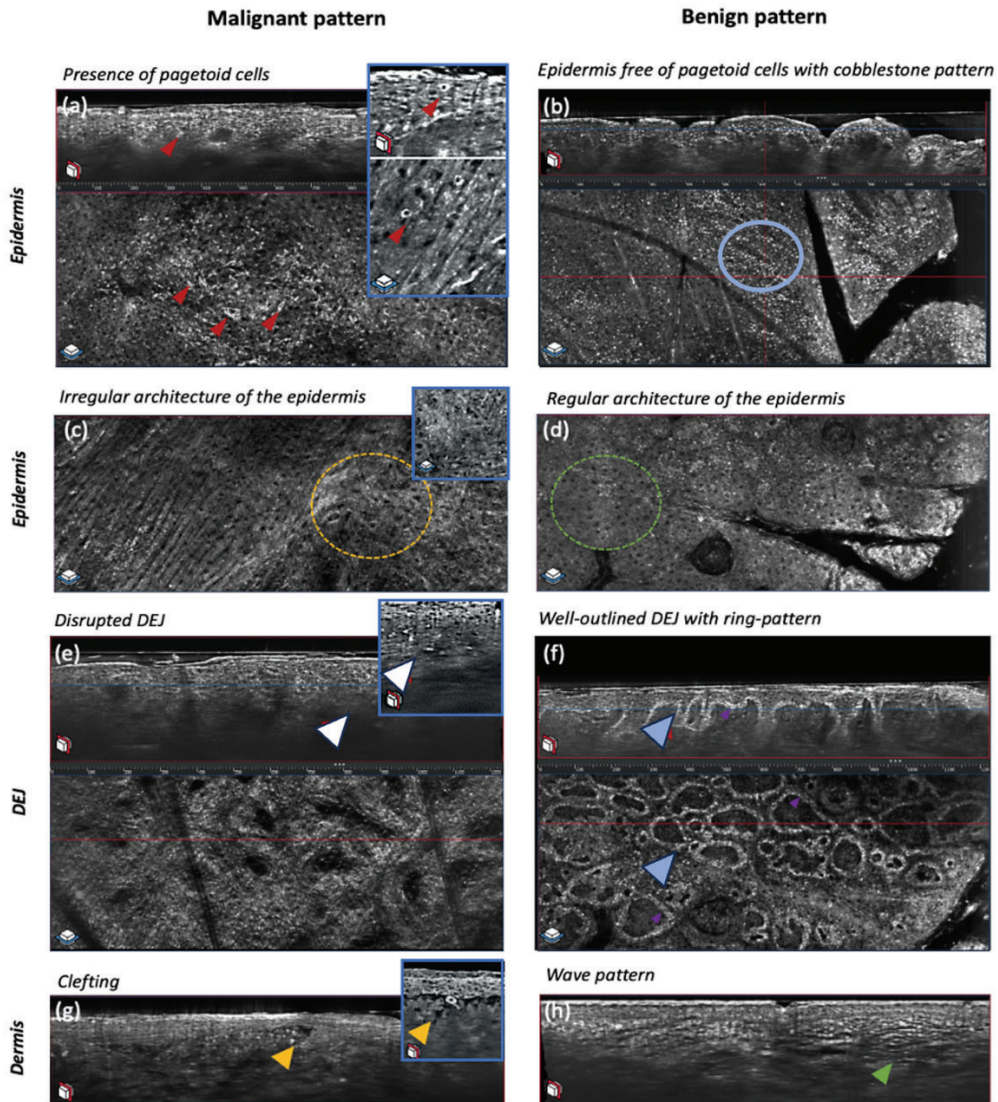 Malignant pattern
Benign pattern
Presence of pagetoid cells
Epidermis free of pagetoid cells with cobblestone pattern
Epidermis
(a)
(b)
Irregular architecture of the epidermis
Regular architecture of the epidermis
Epidermis
(c)
(d)
Disrupted DEJ
Well-outlined DEJ with ring-pattern
DEJ
(e)
(f)
Clefting
Wave pattern
Dermis
(g)
(h)